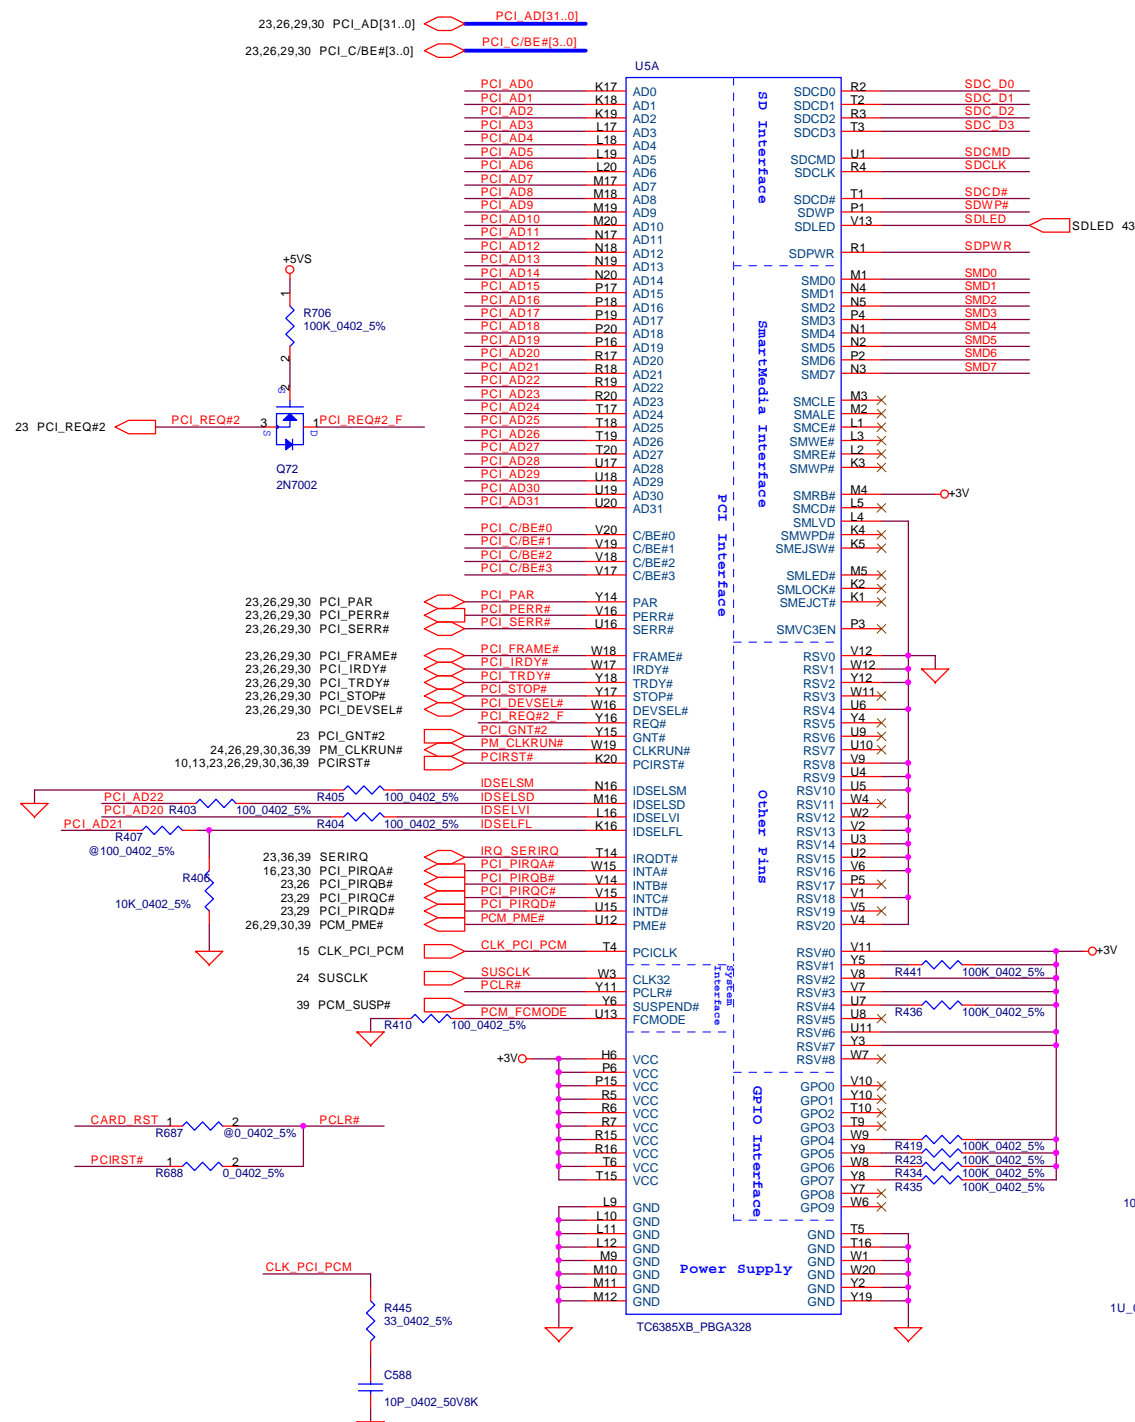 23,26,29,30 PCI_AD[31..0] PCI_AD[31..0]
23,26,29,30 PCI_C/BE#[3..0] PCI_C/BE#[3..0]
U5A
PCI_AD0 K17 AD0
PCI_AD1 K18 AD1
PCI_AD2 K19 AD2
PCI_AD3 L17 AD3
PCI_AD4 L18 AD4
PCI_AD5 L19 AD5
PCI_AD6 L20 AD6
PCI_AD7 M17 AD7
PCI_AD8 M18 AD8
PCI_AD9 M19 AD9
PCI_AD10 M20 AD10
PCI_AD11 N17 AD11
PCI_AD12 N18 AD12
PCI_AD13 N19 AD13
PCI_AD14 N20 AD14
PCI_AD15 P17 AD15
PCI_AD16 P18 AD16
PCI_AD17 P19 AD17
PCI_AD18 P20 AD18
PCI_AD19 P16 AD19
PCI_AD20 R17 AD20
PCI_AD21 R18 AD21
PCI_AD22 R19 AD22
PCI_AD23 R20 AD23
PCI_AD24 T17 AD24
PCI_AD25 T18 AD25
PCI_AD26 T19 AD26
PCI_AD27 T20 AD27
PCI_AD28 U17 AD28
PCI_AD29 U18 AD29
PCI_AD30 U19 AD30
PCI_AD31 U20 AD31
PCI_C/BE#0 V20 C/BE#0
PCI_C/BE#1 V19 C/BE#1
PCI_C/BE#2 V18 C/BE#2
PCI_C/BE#3 V17 C/BE#3
23,26,29,30 PCI_PAR PCI_PAR Y14 PAR
23,26,29,30 PCI_PERR# PCI_PERR# V16 PERR#
23,26,29,30 PCI_SERR# PCI_SERR# U16 SERR#
23,26,29,30 PCI_FRAME# PCI_FRAME# W18 FRAME#
23,26,29,30 PCI_IRDY# PCI_IRDY# W17 IRDY#
23,26,29,30 PCI_TRDY# PCI_TRDY# Y18 TRDY#
23,26,29,30 PCI_STOP# PCI_STOP# Y17 STOP#
23,26,29,30 PCI_DEVSEL# PCI_DEVSEL# W16 DEVSEL#
PCI_REQ#2_F Y16 REQ#
23 PCI_GNT#2 PCI_GNT#2 Y15 GNT#
24,26,29,30,36,39 PM_CLKRUN# PM_CLKRUN# W19 CLKRUN#
10,13,23,26,29,30,36,39 PCIRST# PCIRST# K20 PCIRST#
R405 100_0402_5% IDSELSM N16 IDSELSM
PCI_AD22 R403 100_0402_5% IDSELSD M16 IDSELSD
PCI_AD20 R404 100_0402_5% IDSELVI L16 IDSELVI
PCI_AD21 R407 @100_0402_5% IDSELFL K16 IDSELFL
R406
10K_0402_5%
23,36,39 SERIRQ IRQ_SERIRQ T14 IRQDT#
16,23,30 PCI_PIRQA# PCI_PIRQA# W15 INTA#
23,26 PCI_PIRQB# PCI_PIRQB# V14 INTB#
23,29 PCI_PIRQC# PCI_PIRQC# V15 INTC#
23,29 PCI_PIRQD# PCI_PIRQD# U15 INTD#
26,29,30,39 PCM_PME# PCM_PME# U12 PME#
15 CLK_PCI_PCM CLK_PCI_PCM T4 PCICLK
24 SUSCLK SUSCLK W3 CLK32
PCLR# Y11 PCLR#
39 PCM_SUSP# Y6 SUSPEND#
R410 100_0402_5% PCM_FCMODE U13 FCMODE
+3V H6 VCC
P6 VCC
P15 VCC
R5 VCC
R6 VCC
R7 VCC
R15 VCC
R16 VCC
T6 VCC
T15 VCC
L9 GND
L10 GND
L11 GND
L12 GND
M9 GND
M10 GND
M11 GND
M12 GND
PCI Interface
System Interface
Power Supply
SD Interface
SDCD0 R2 SDC_D0
SDCD1 T2 SDC_D1
SDCD2 R3 SDC_D2
SDCD3 T3 SDC_D3
SDCMD U1 SDCMD
SDCLK R4 SDCLK
SDCD# T1 SDCD#
SDWP P1 SDWP#
SDLED V13 SDLED SDLED 43
SDPWR R1 SDPWR
SmartMedia Interface
SMD0 M1 SMD0
SMD1 N4 SMD1
SMD2 N5 SMD2
SMD3 P4 SMD3
SMD4 N1 SMD4
SMD5 N2 SMD5
SMD6 P2 SMD6
SMD7 N3 SMD7
SMCLE M3
SMALE M2
SMCE# L1
SMWE# L3
SMRE# L2
SMWP# K3
SMRB# M4 +3V
SMCD# L5
SMLVD L4
SMWPD# K4
SMEJSW# K5
SMLED# M5
SMLOCK# K2
SMEJCT# K1
SMVC3EN P3
Other Pins
RSV0 V12
RSV1 W12
RSV2 Y12
RSV3 W11
RSV4 U6
RSV5 Y4
RSV6 U9
RSV7 U10
RSV8 V9
RSV9 U4
RSV10 U5
RSV11 W4
RSV12 W2
RSV13 V2
RSV14 U3
RSV15 U2
RSV16 V6
RSV17 P5
RSV18 V1
RSV19 V5
RSV20 V4
RSV#0 V11 +3V
RSV#1 Y5 R441 100K_0402_5%
RSV#2 V8
RSV#3 V7
RSV#4 U7 R436 100K_0402_5%
RSV#5 U8
RSV#6 U11
RSV#7 Y3
RSV#8 W7
GPIO Interface
GPO0 V10
GPO1 Y10
GPO2 T10
GPO3 T9
GPO4 W9 R419 100K_0402_5%
GPO5 Y9 R423 100K_0402_5%
GPO6 W8 R434 100K_0402_5%
GPO7 Y8 R435 100K_0402_5%
GPO8 Y7
GPO9 W6
GND T5
GND T16
GND W1
GND W20
GND Y2
GND Y19
TC6385XB_PBGA328
+5VS
1
R706
100K_0402_5%
2
2
G
23 PCI_REQ#2 PCI_REQ#2 3 S 1 D PCI_REQ#2_F
Q72
2N7002
CARD_RST 1 R687 2 @0_0402_5% PCLR#
PCIRST# 1 R688 2 0_0402_5%
CLK_PCI_PCM
R445
33_0402_5%
C588
10P_0402_50V8K
10
1U_0